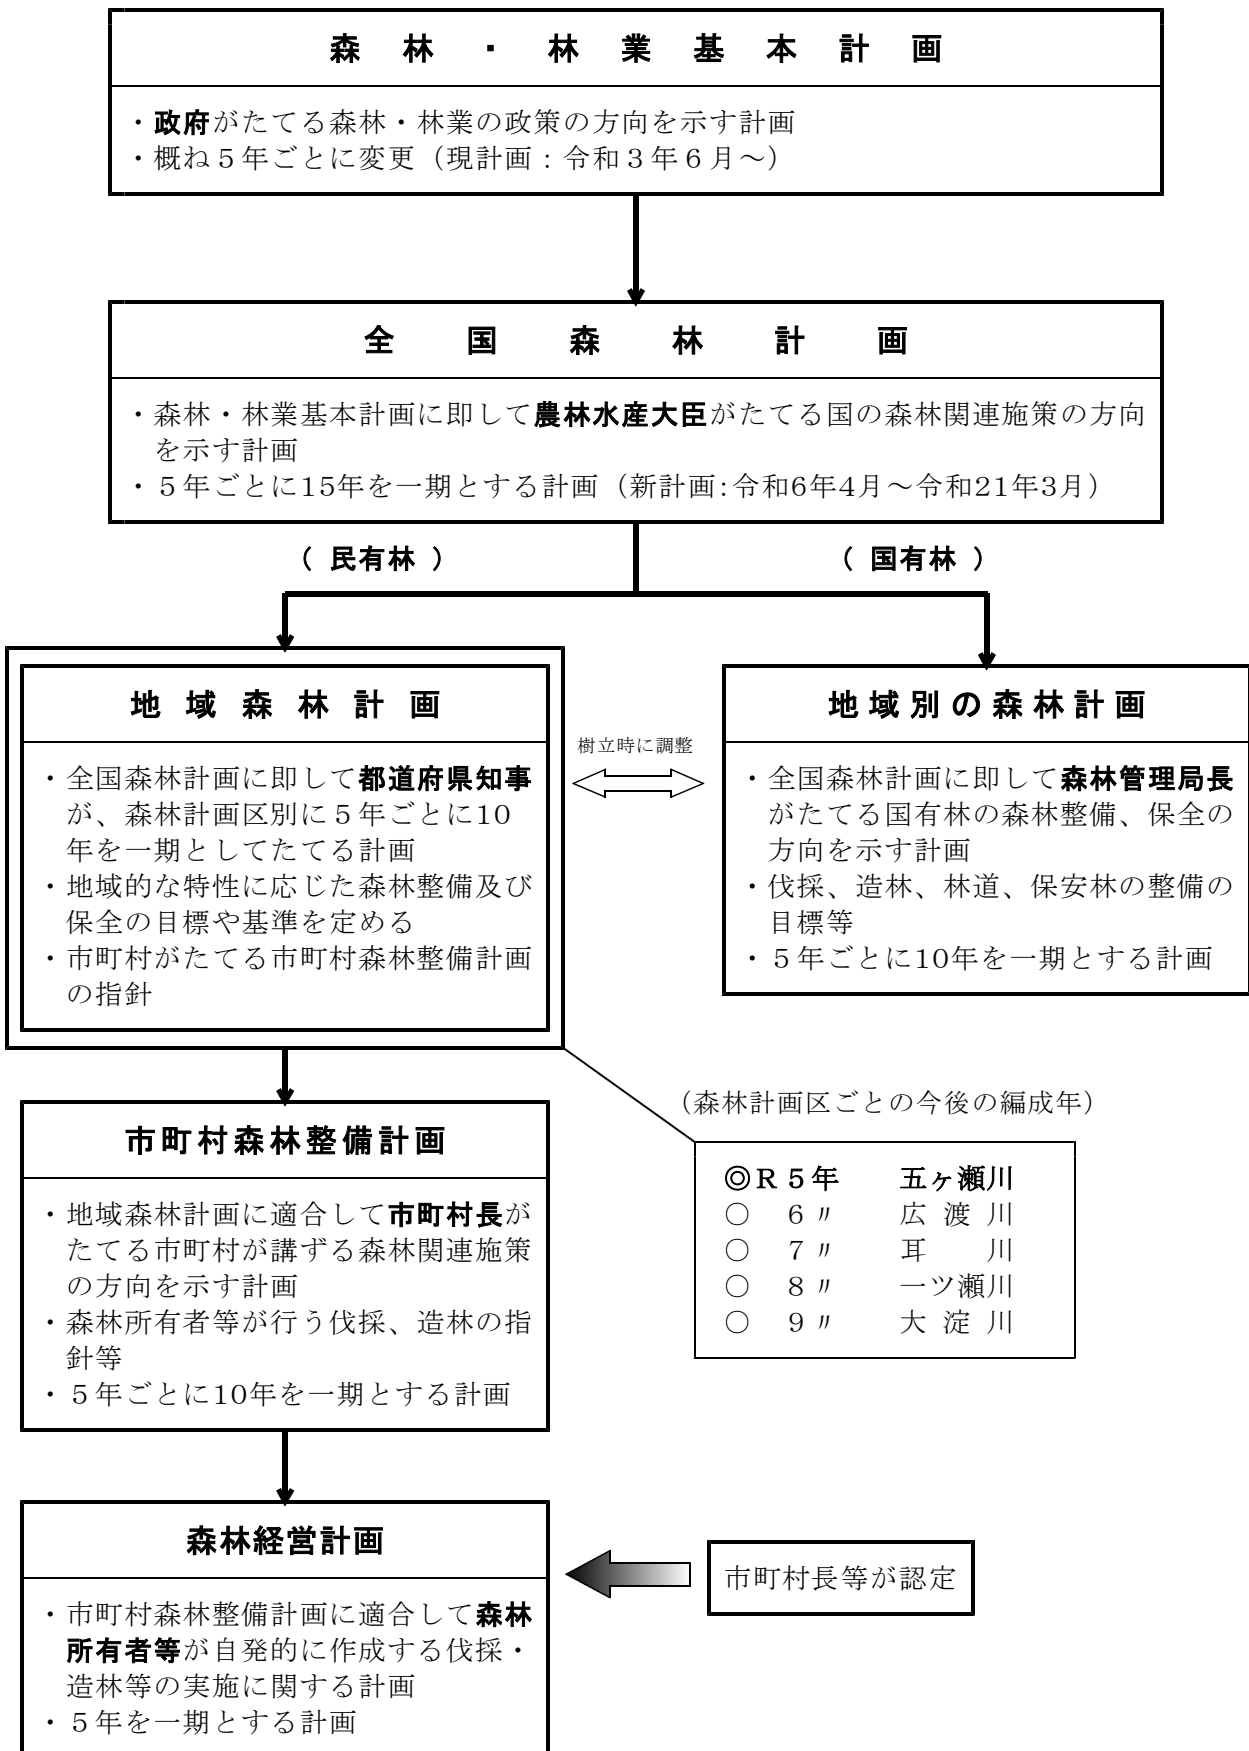 森林・林業基本計画
・政府がたてる森林・林業の政策の方向を示す計画
・概ね５年ごとに変更（現計画：令和３年６月～）
全国森林計画
・森林・林業基本計画に即して農林水産大臣がたてる国の森林関連施策の方向
を示す計画
・５年ごとに15年を一期とする計画（新計画:令和6年4月～令和21年3月）
（ 民有林 ）
（ 国有林 ）
地域森林計画
・全国森林計画に即して都道府県知事
が、森林計画区別に５年ごとに10
年を一期としてたてる計画
・地域的な特性に応じた森林整備及び
保全の目標や基準を定める
・市町村がたてる市町村森林整備計画
の指針
樹立時に調整
地域別の森林計画
・全国森林計画に即して森林管理局長
がたてる国有林の森林整備、保全の
方向を示す計画
・伐採、造林、林道、保安林の整備の
目標等
・５年ごとに10年を一期とする計画
（森林計画区ごとの今後の編成年）
◎Ｒ５年　五ヶ瀬川
○　６〃　広渡川
○　７〃　耳　川
○　８〃　一ツ瀬川
○　９〃　大淀川
市町村森林整備計画
・地域森林計画に適合して市町村長が
たてる市町村が講ずる森林関連施策
の方向を示す計画
・森林所有者等が行う伐採、造林の指
針等
・５年ごとに10年を一期とする計画
森林経営計画
・市町村森林整備計画に適合して森林
所有者等が自発的に作成する伐採・
造林等の実施に関する計画
・５年を一期とする計画
市町村長等が認定